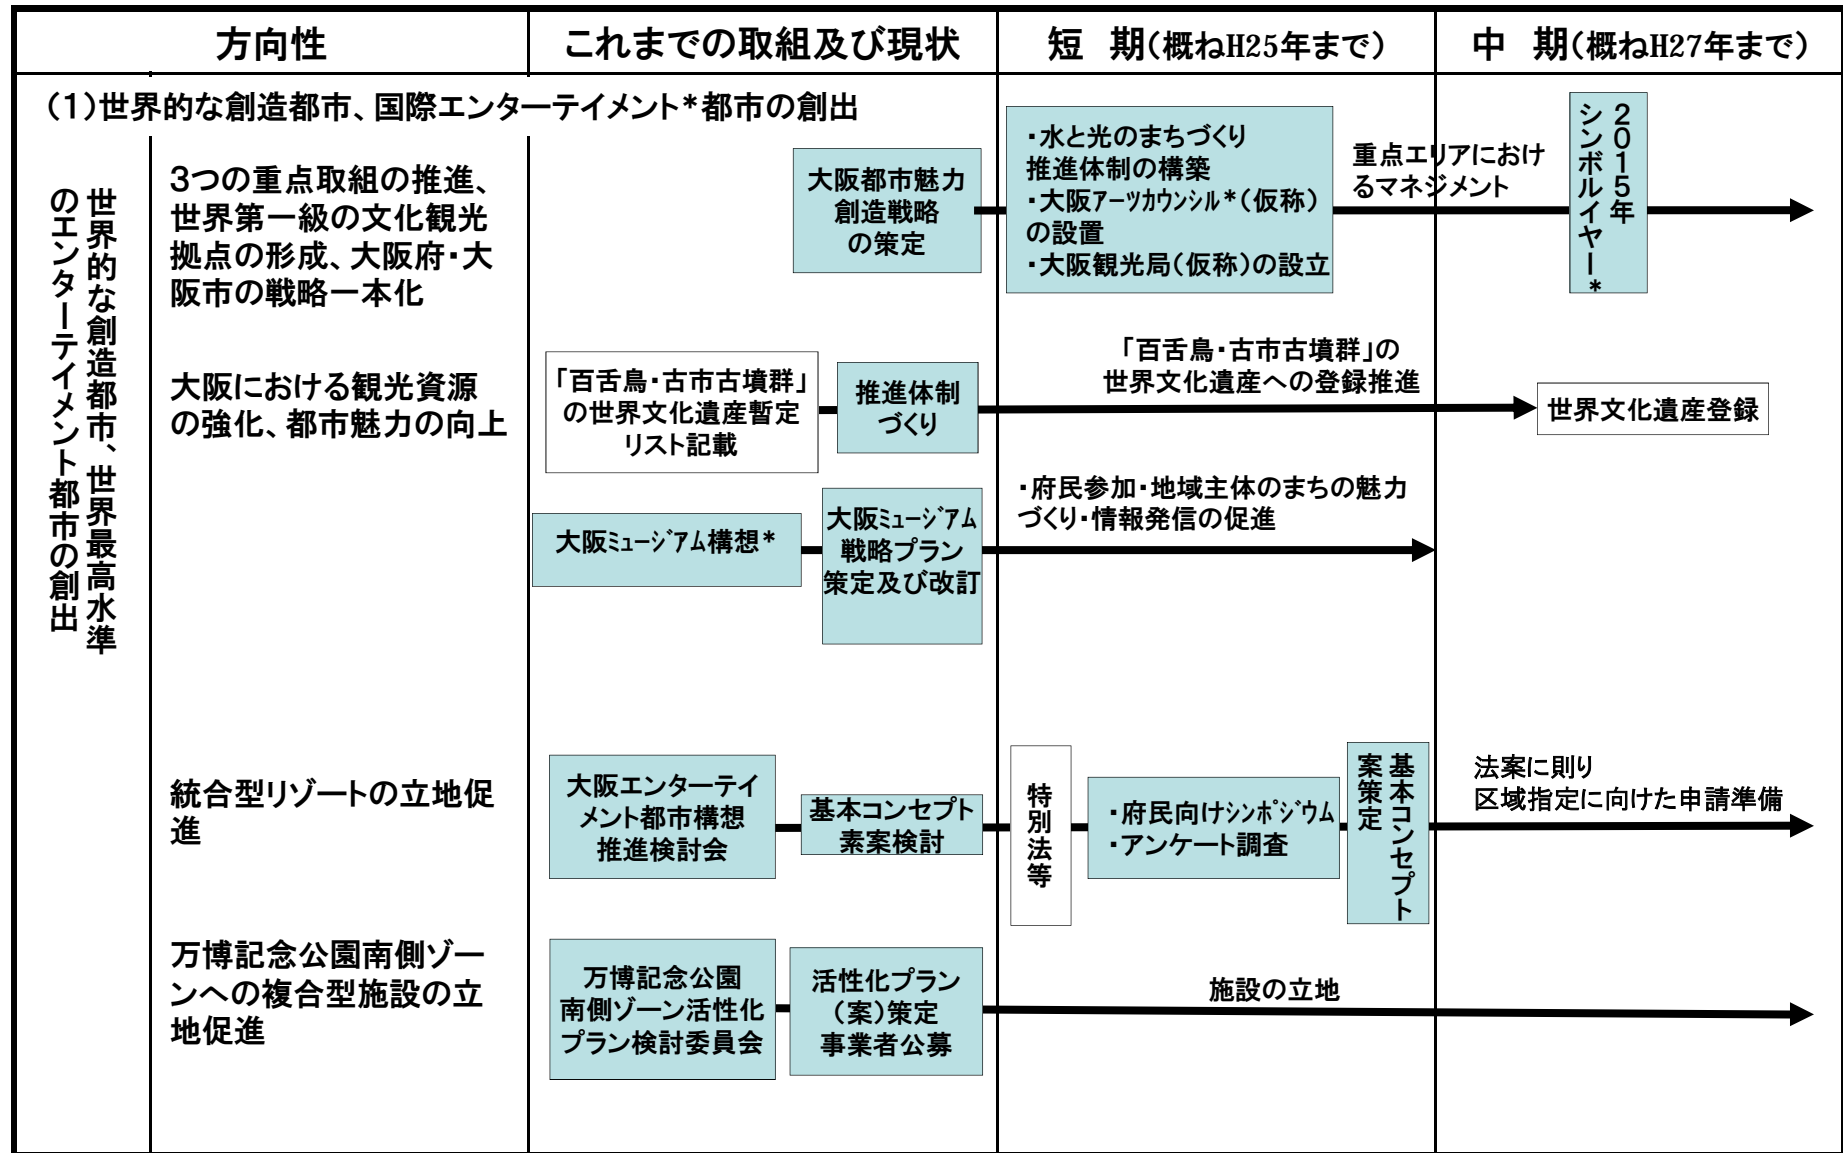 方向性
これまでの取組及び現状
短　期(概ねH25年まで)
中　期(概ねH27年まで)
(1)世界的な創造都市、国際エンターテイメント*都市の創出
世界的な創造都市、世界最高水準
のエンターテイメント都市の創出
3つの重点取組の推進、
世界第一級の文化観光
拠点の形成、大阪府・大
阪市の戦略一本化
大阪都市魅力
創造戦略
の策定
・水と光のまちづくり
推進体制の構築
・大阪ｱｰﾂｶｳﾝｼﾙ*(仮称)
の設置
・大阪観光局(仮称)の設立
重点エリアにおけ
るマネジメント
2015年
シンボルイヤー*
大阪における観光資源
の強化、都市魅力の向上
「百舌鳥・古市古墳群」
の世界文化遺産暫定
リスト記載
推進体制
づくり
「百舌鳥・古市古墳群」の
世界文化遺産への登録推進
世界文化遺産登録
大阪ﾐｭｰｼﾞｱﾑ構想*
大阪ﾐｭｰｼﾞｱﾑ
戦略プラン
策定及び改訂
・府民参加・地域主体のまちの魅力
づくり・情報発信の促進
統合型リゾートの立地促
進
大阪エンターテイ
メント都市構想
推進検討会
基本コンセプト
素案検討
特別法等
・府民向けｼﾝﾎﾟｼﾞｳﾑ
・アンケート調査
基本コンセプト
案策定
法案に則り
区域指定に向けた申請準備
万博記念公園南側ゾー
ンへの複合型施設の立
地促進
万博記念公園
南側ゾーン活性化
プラン検討委員会
活性化プラン
(案)策定
事業者公募
施設の立地